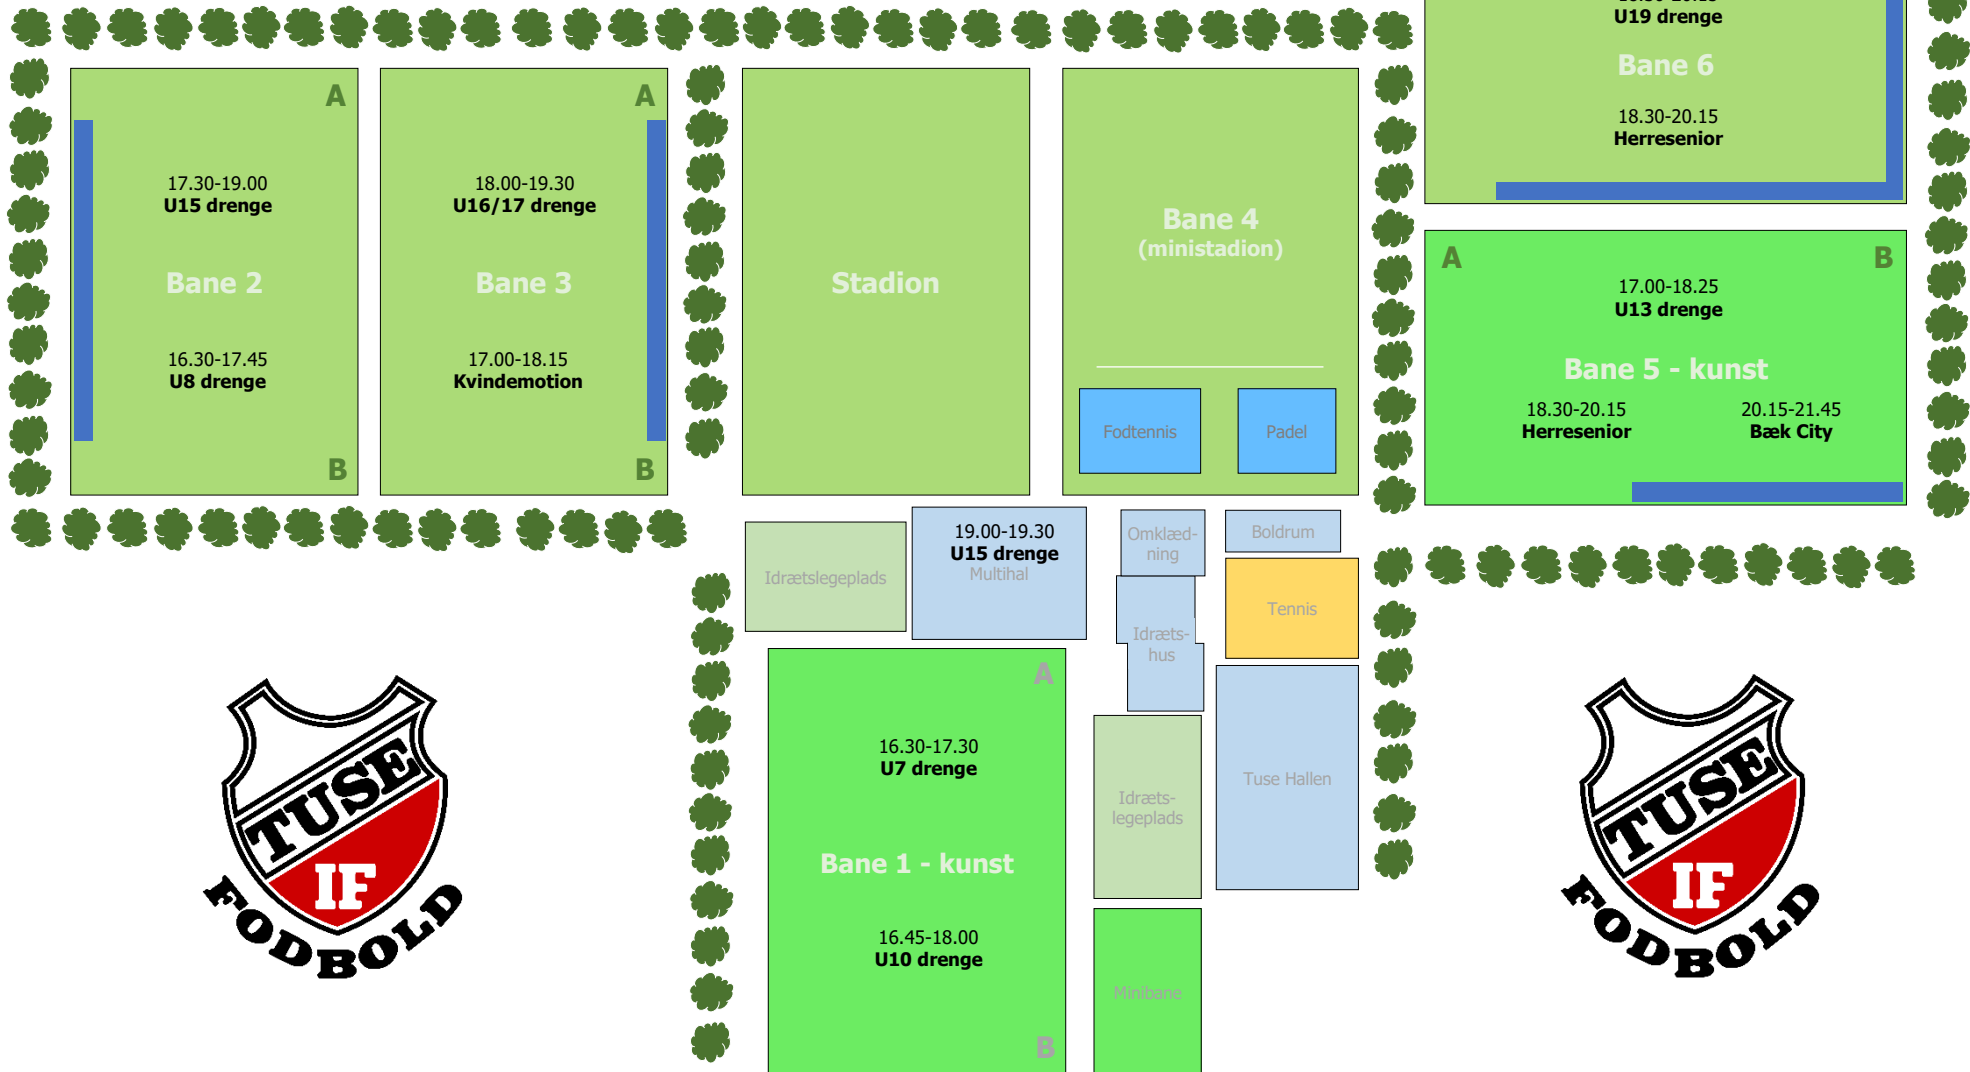 U19 drenge
Bane 6
18.30-20.15
Herresenior
A
17.30-19.00
U15 drenge
Bane 2
16.30-17.45
U8 drenge
B
A
18.00-19.30
U16/17 drenge
Bane 3
17.00-18.15
Kvindemotion
B
Stadion
Bane 4
(ministadion)
Fodtennis
Padel
A
B
17.00-18.25
U13 drenge
Bane 5 - kunst
18.30-20.15
Herresenior
20.15-21.45
Bæk City
Idrætslegeplads
19.00-19.30
U15 drenge
Multihal
Omklæd-
ning
Boldrum
Tennis
Idræts-
hus
A
16.30-17.30
U7 drenge
Bane 1 - kunst
16.45-18.00
U10 drenge
B
Idræts-
legeplads
Tuse Hallen
Minibane
TUSE
IF
FODBOLD
TUSE
IF
FODBOLD